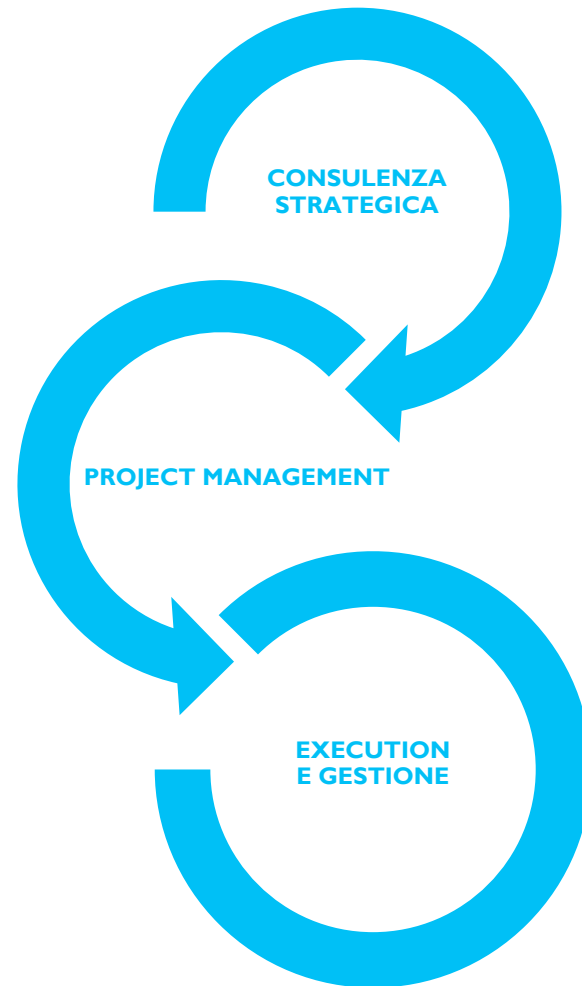 CONSULENZA
STRATEGICA
PROJECT MANAGEMENT
EXECUTION
E GESTIONE